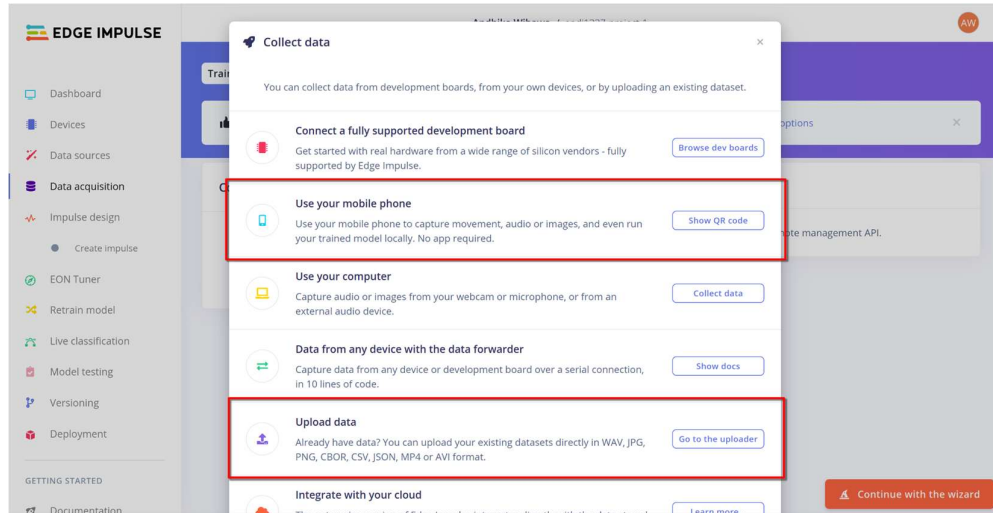 EDGE IMPULSE
AW
Collect data
×
Train
You can collect data from development boards, from your own devices, or by uploading an existing dataset.
Dashboard
Devices
Data sources
Data acquisition
Impulse design
Create impulse
EON Tuner
Retrain model
Live classification
Model testing
Versioning
Deployment
GETTING STARTED
Documentation
Connect a fully supported development board
Get started with real hardware from a wide range of silicon vendors - fully
supported by Edge Impulse.
Browse dev boards
options
×
Use your mobile phone
Use your mobile phone to capture movement, audio or images, and even run
your trained model locally. No app required.
Show QR code
ote management API.
Use your computer
Capture audio or images from your webcam or microphone, or from an
external audio device.
Collect data
Data from any device with the data forwarder
Capture data from any device or development board over a serial connection,
in 10 lines of code.
Show docs
Upload data
Already have data? You can upload your existing datasets directly in WAV, JPG,
PNG, CBOR, CSV, JSON, MP4 or AVI format.
Go to the uploader
Integrate with your cloud
Learn more
Continue with the wizard